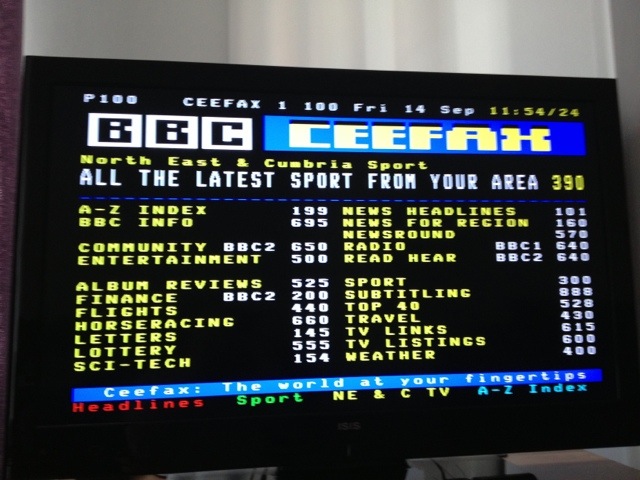 P100 CEEFAX 1 100 Fri 14 Sep 11:54/24
BBC CEEFAX
North East & Cumbria Sport
ALL THE LATEST SPORT FROM YOUR AREA 390
A-Z INDEX 199 NEWS HEADLINES 101
BBC INFO 695 NEWS FOR REGION 160
NEWSROUND 570
COMMUNITY BBC2 650 RADIO BBC1 640
ENTERTAINMENT 500 READ HEAR BBC2 640
ALBUM REVIEWS 525 SPORT 300
FINANCE BBC2 200 SUBTITLING 888
FLIGHTS 440 TOP 40 528
HORSERACING 660 TRAVEL 430
LETTERS 145 TV LINKS 615
LOTTERY 555 TV LISTINGS 600
SCI-TECH 154 WEATHER 400
Ceefax: The world at your fingertips
Headlines Sport NE & C TV A-Z Index
ISIS